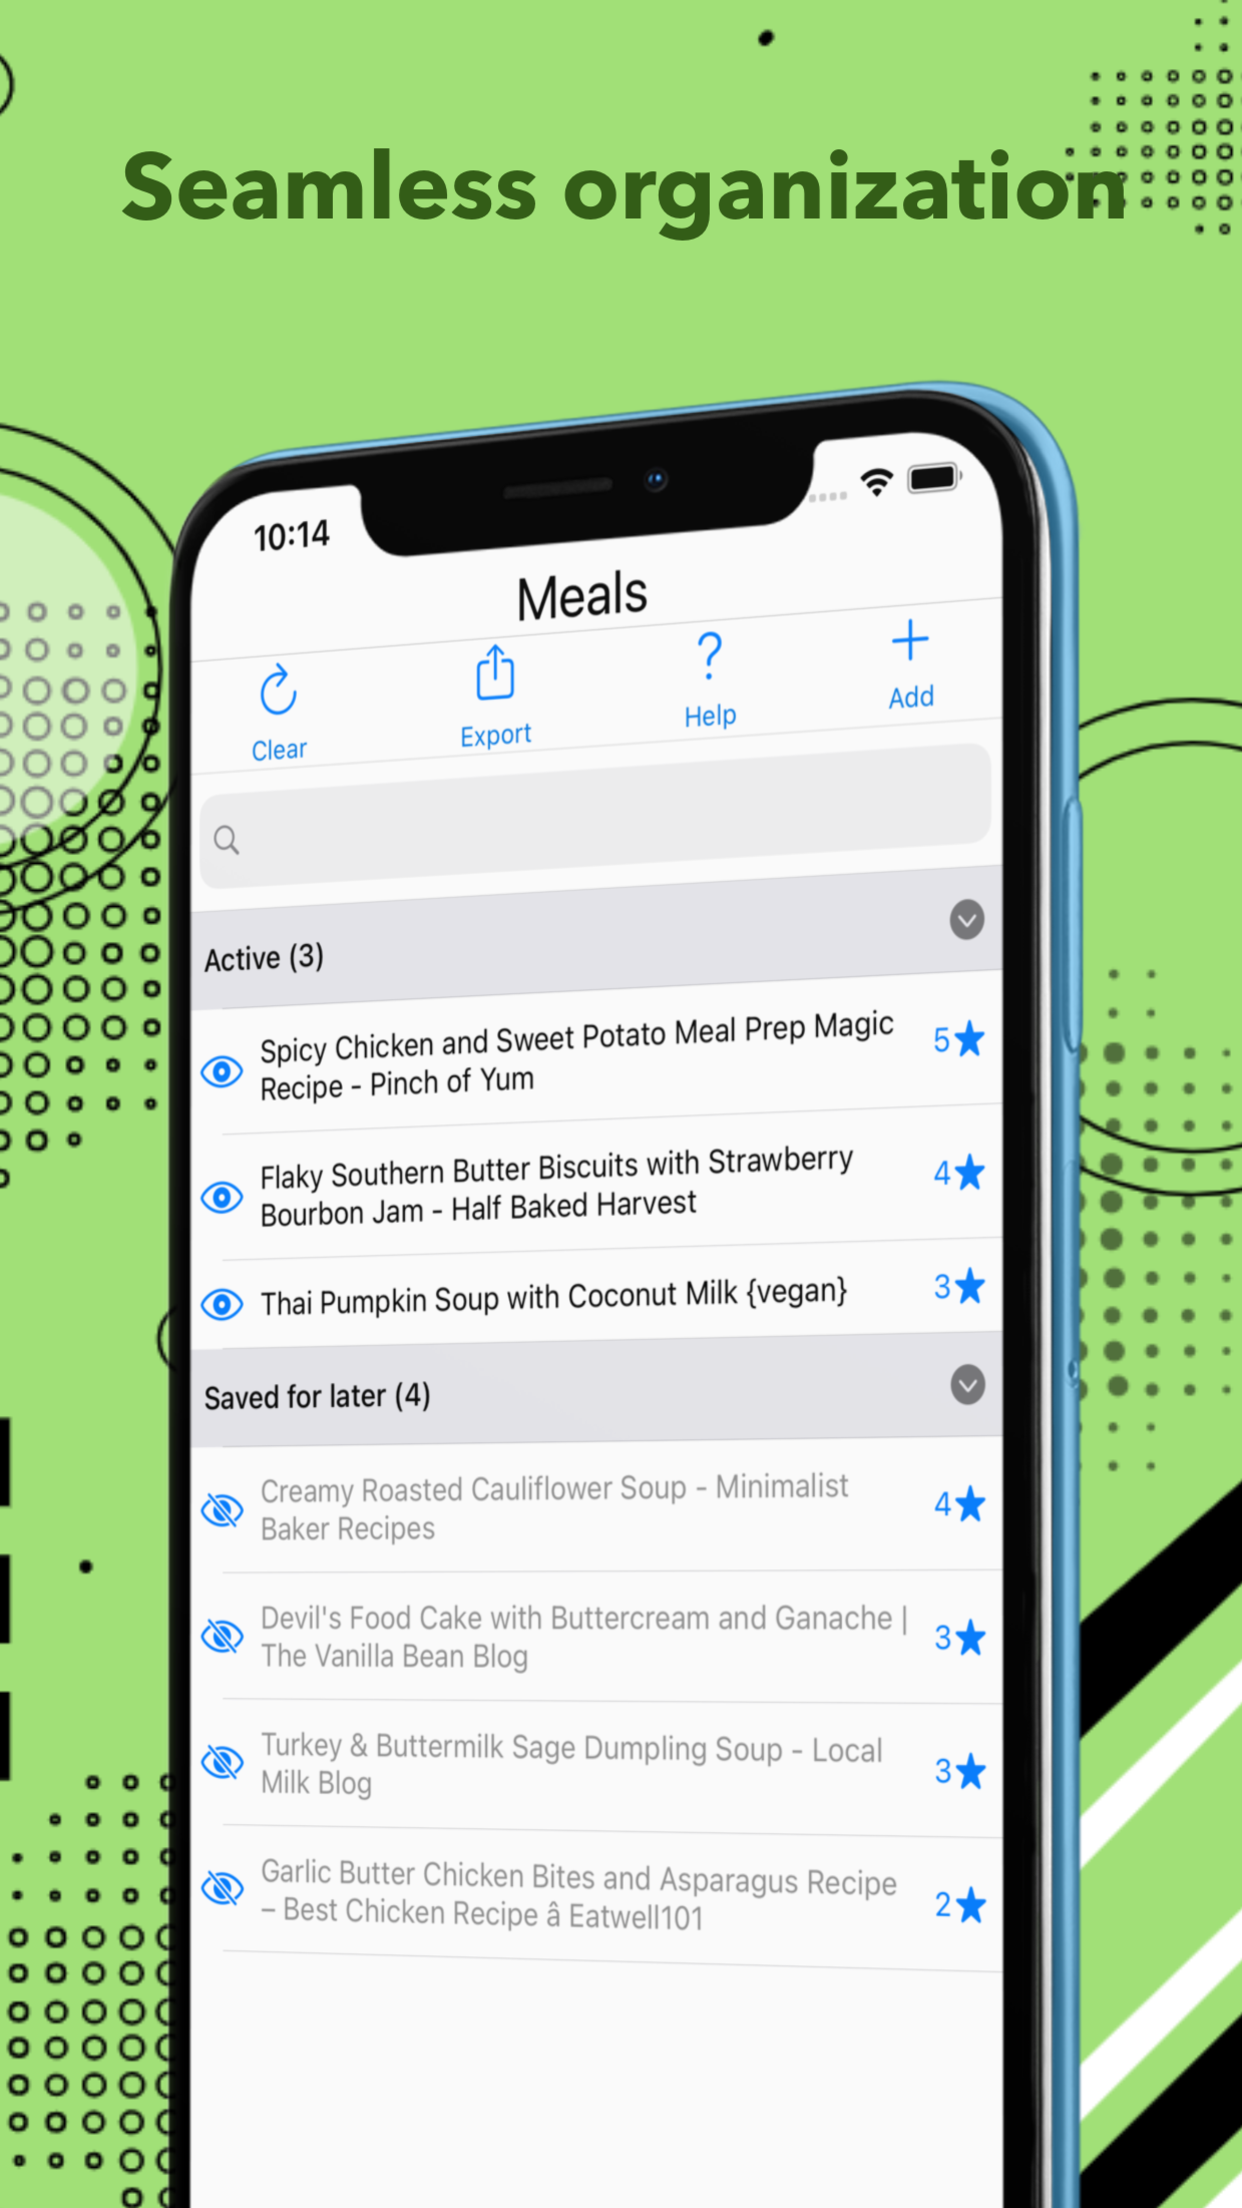 Seamless organization
10:14
Meals
Clear
Export
Help
Add
Active (3)
Spicy Chicken and Sweet Potato Meal Prep Magic
Recipe - Pinch of Yum
5
Flaky Southern Butter Biscuits with Strawberry
Bourbon Jam - Half Baked Harvest
4
Thai Pumpkin Soup with Coconut Milk {vegan}
3
Saved for later (4)
Creamy Roasted Cauliflower Soup - Minimalist
Baker Recipes
4
Devil's Food Cake with Buttercream and Ganache |
The Vanilla Bean Blog
3
Turkey & Buttermilk Sage Dumpling Soup - Local
Milk Blog
3
Garlic Butter Chicken Bites and Asparagus Recipe
– Best Chicken Recipe â Eatwell101
2